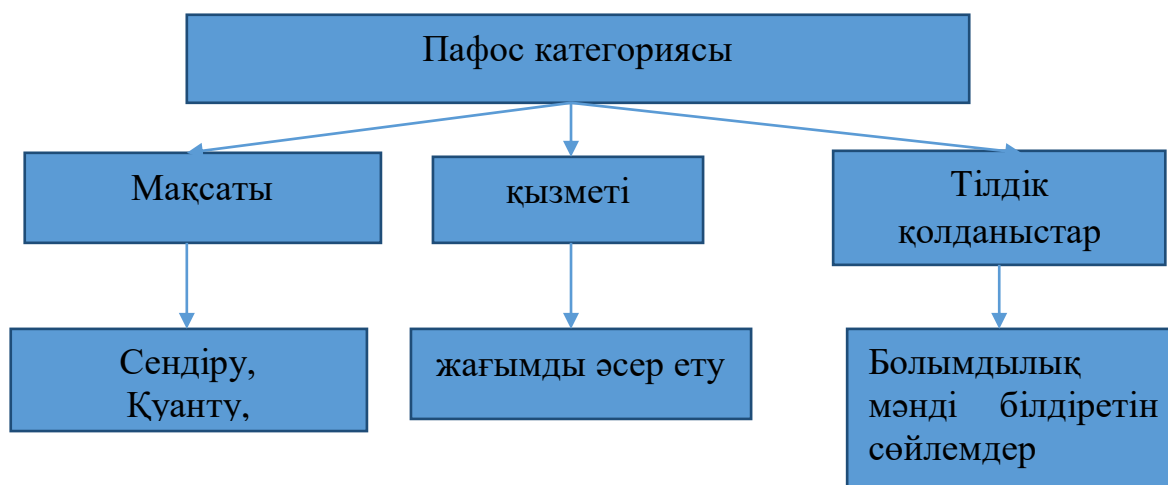 Пафос категориясы
Мақсаты
қызметі
Тілдік
қолданыстар
Сендіру,
Қуанту,
жағымды әсер ету
Болымдылық
мәнді білдіретін
сөйлемдер